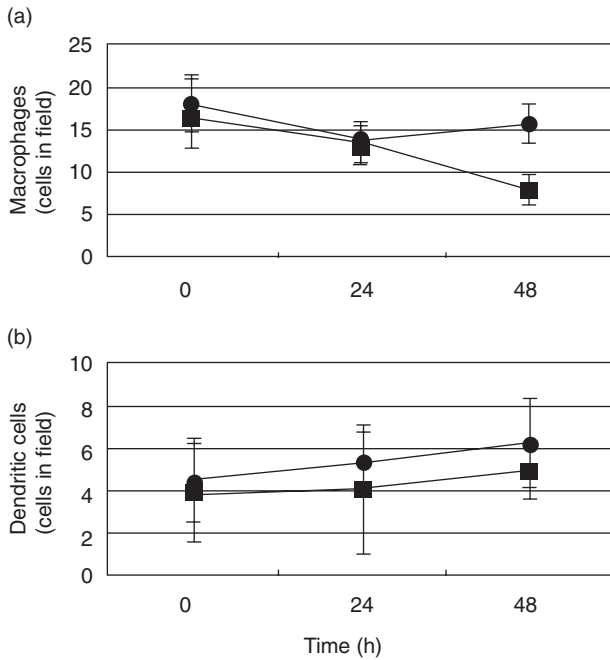 (a)
Macrophages
(cells in field)
25
20
15
10
5
0
0 24 48
(b)
Dendritic cells
(cells in field)
10
8
6
4
2
0
0 24 48
Time (h)